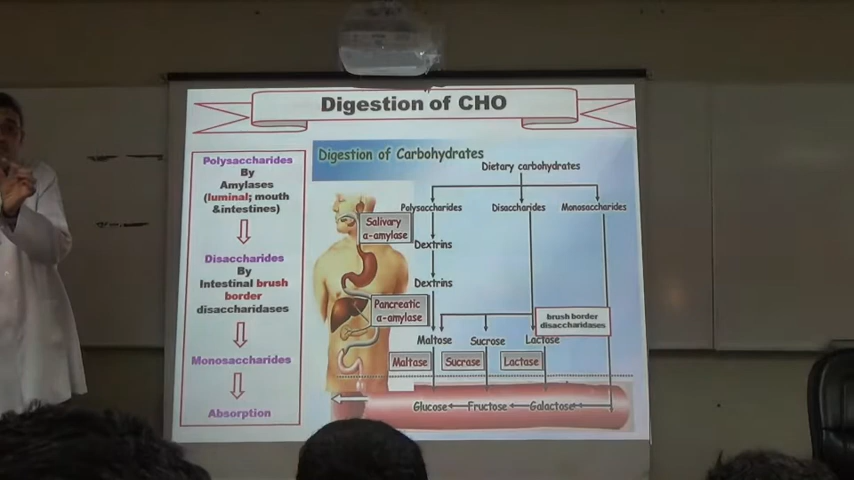 Digestion of CHO
Polysaccharides
By
Amylases
(luminal; mouth
&intestines)
Disaccharides
By
Intestinal brush
border
disaccharidases
Monosaccharides
Absorption
Digestion of Carbohydrates
Dietary carbohydrates
Polysaccharides
Disaccharides
Monosaccharides
Salivary
α-amylase
Dextrins
Dextrins
Pancreatic
α-amylase
brush border
disaccharidases
Maltose
Sucrose
Lactose
Maltase
Sucrase
Lactase
Glucose
Fructose
Galactose